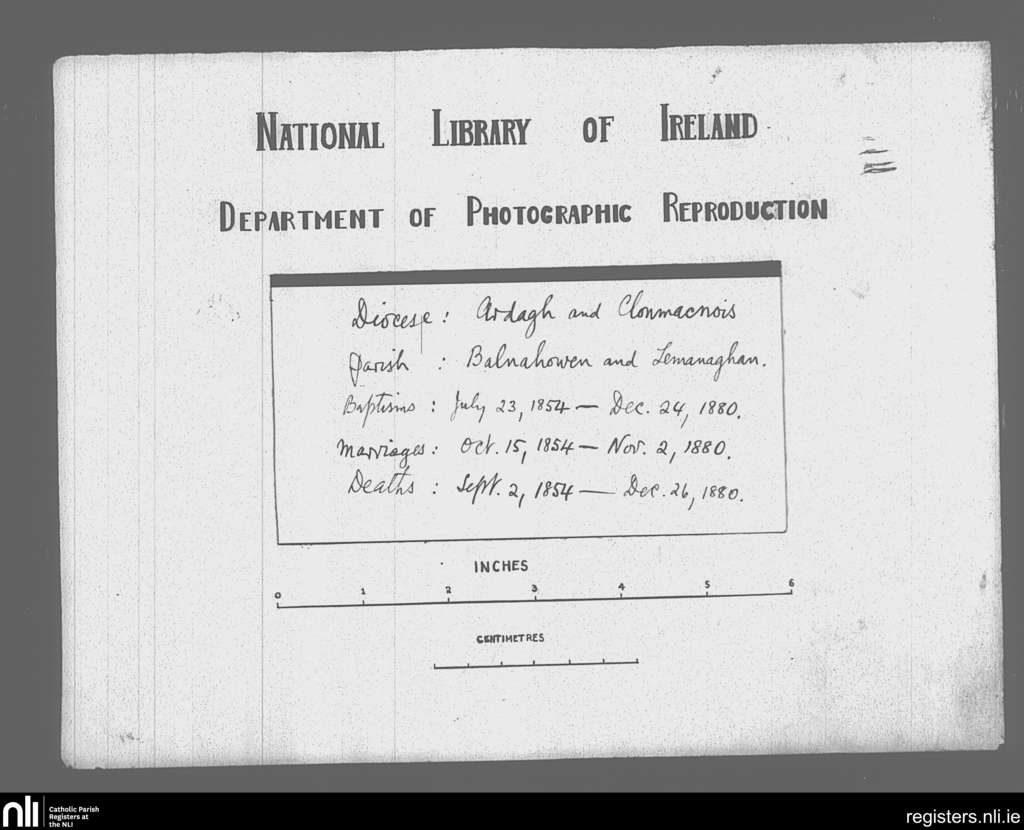 NATIONAL LIBRARY OF IRELAND
DEPARTMENT OF PHOTOGRAPHIC REPRODUCTION
Diocese: Ardagh and Clonmacnois
Parish : Balnahowen and Lemanaghan.
Baptisms : July 23, 1854 — Dec. 24, 1880.
Marriages: Oct. 15, 1854 — Nov. 2, 1880.
Deaths : Sept. 2, 1854 — Dec. 26, 1880.
INCHES
0 1 2 3 4 5 6
CENTIMETRES
nli Catholic Parish
Registers at
the NLI
registers.nli.ie